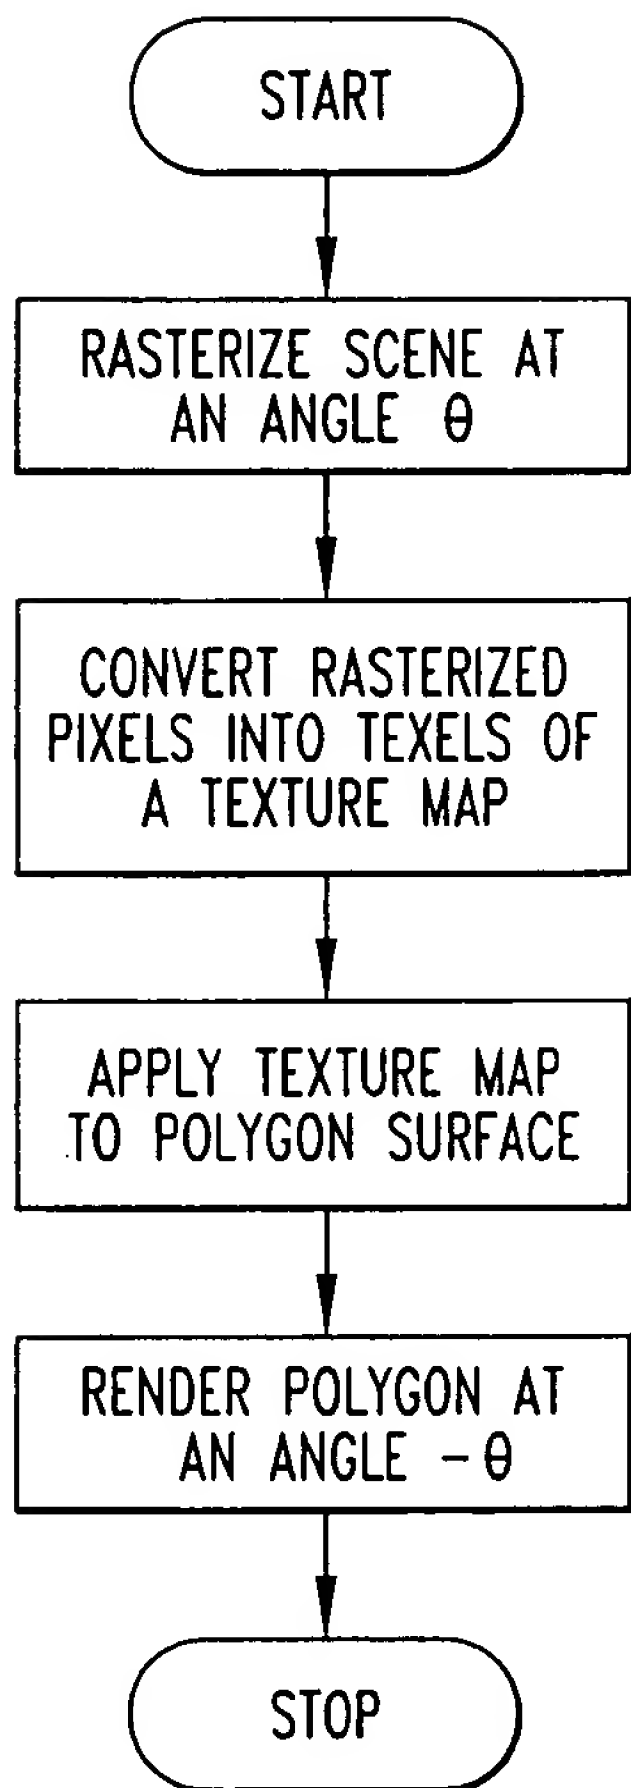 START
RASTERIZE SCENE AT
AN ANGLE θ
CONVERT RASTERIZED
PIXELS INTO TEXELS OF
A TEXTURE MAP
APPLY TEXTURE MAP
TO POLYGON SURFACE
RENDER POLYGON AT
AN ANGLE -θ
STOP